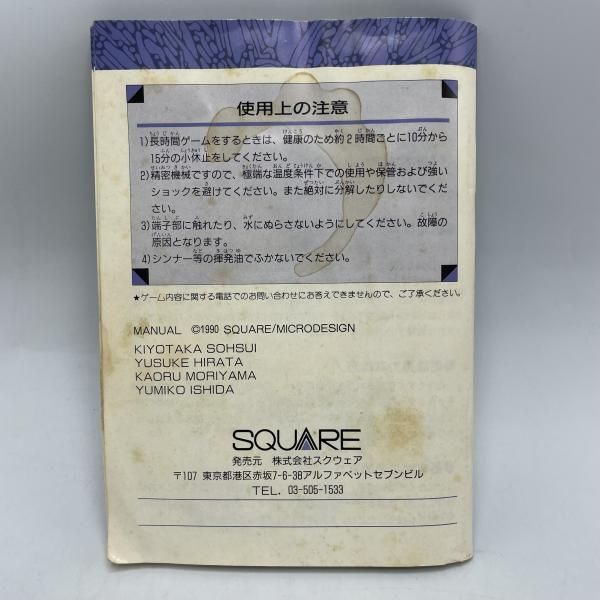 使用上の注意
1)長時間ゲームをするときは、健康のため約2時間ごとに10分から
15分の小休止をしてください。
2)精密機械ですので、極端な温度条件下での使用や保管および強い
ショックを避けてください。また絶対に分解したりしないでくだ
さい。
3)端子部に触れたり、水にぬらさないようにしてください。故障の
原因となります。
4)シンナー等の揮発油でふかないでください。
★ゲーム内容に関する電話でのお問い合わせにお答えできませんので、ご了承ください。
MANUAL ©1990 SQUARE/MICRODESIGN
KIYOTAKA SOHSUI
YUSUKE HIRATA
KAORU MORIYAMA
YUMIKO ISHIDA
SQUARE
発売元 株式会社スクウェア
〒107 東京都港区赤坂7-6-38アルファベットセブンビル
TEL. 03-505-1533